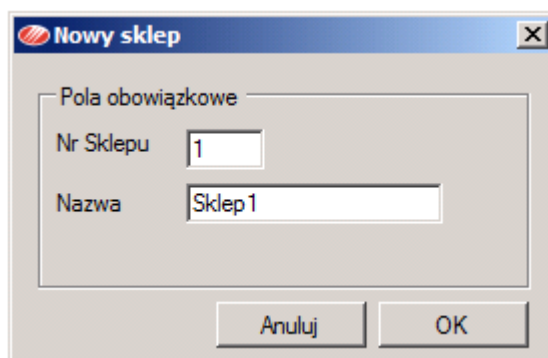 Nowy sklep
Pola obowiązkowe
Nr Sklepu 1
Nazwa Sklep1
Anuluj OK